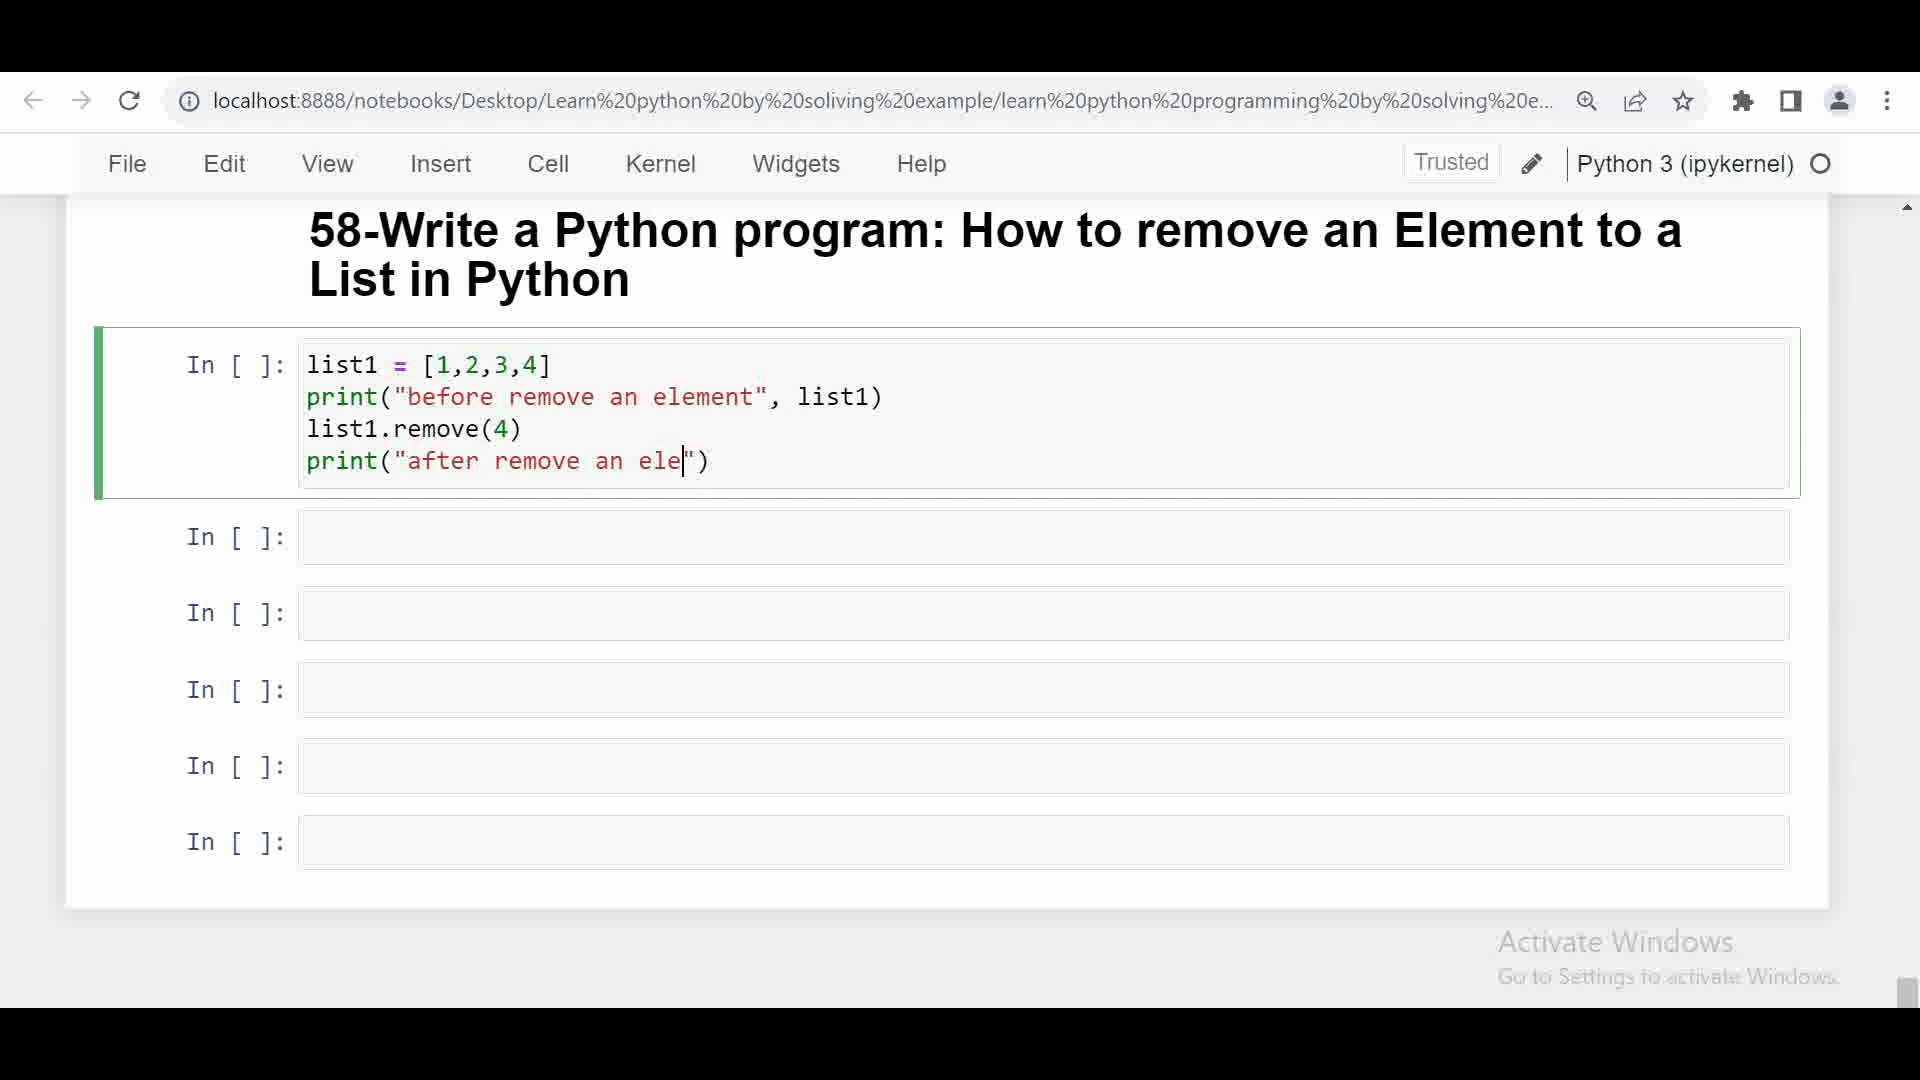 localhost:8888/notebooks/Desktop/Learn%20python%20by%20soliving%20example/learn%20python%20programming%20by%20solving%20e...
File Edit View Insert Cell Kernel Widgets Help Trusted Python 3 (ipykernel)
58-Write a Python program: How to remove an Element to a
List in Python
In [ ]: list1 = [1,2,3,4]
print("before remove an element", list1)
list1.remove(4)
print("after remove an ele")
In [ ]:
In [ ]:
In [ ]:
In [ ]:
In [ ]:
Activate Windows
Go to Settings to activate Windows.